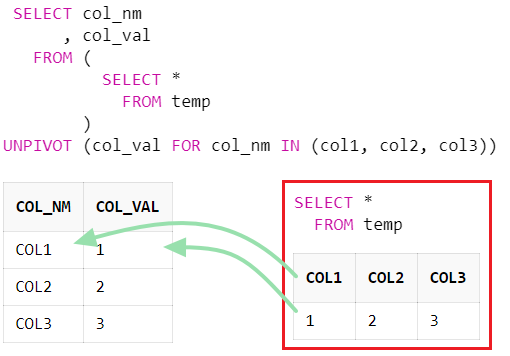 SELECT col_nm
, col_val
FROM (
SELECT *
FROM temp
)
UNPIVOT (col_val FOR col_nm IN (col1, col2, col3))
COL_NM COL_VAL
COL1 1
COL2 2
COL3 3
SELECT *
FROM temp
COL1 COL2 COL3
1 2 3